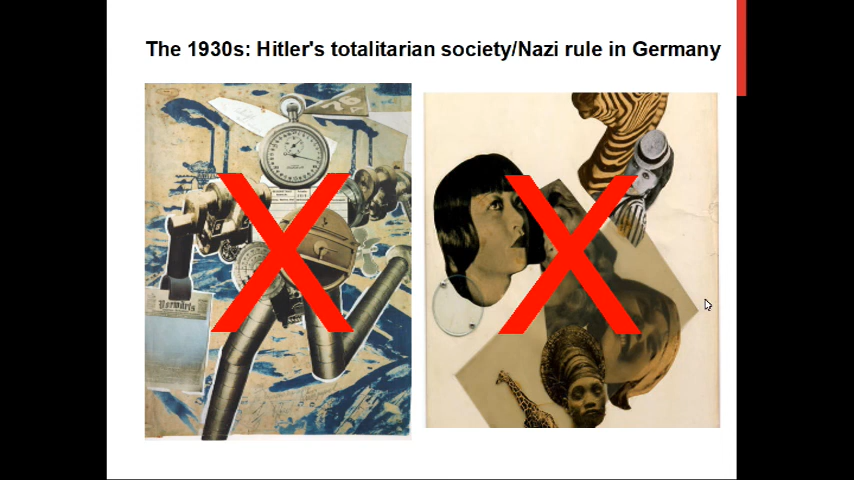 The 1930s: Hitler's totalitarian society/Nazi rule in Germany
Vorwärts